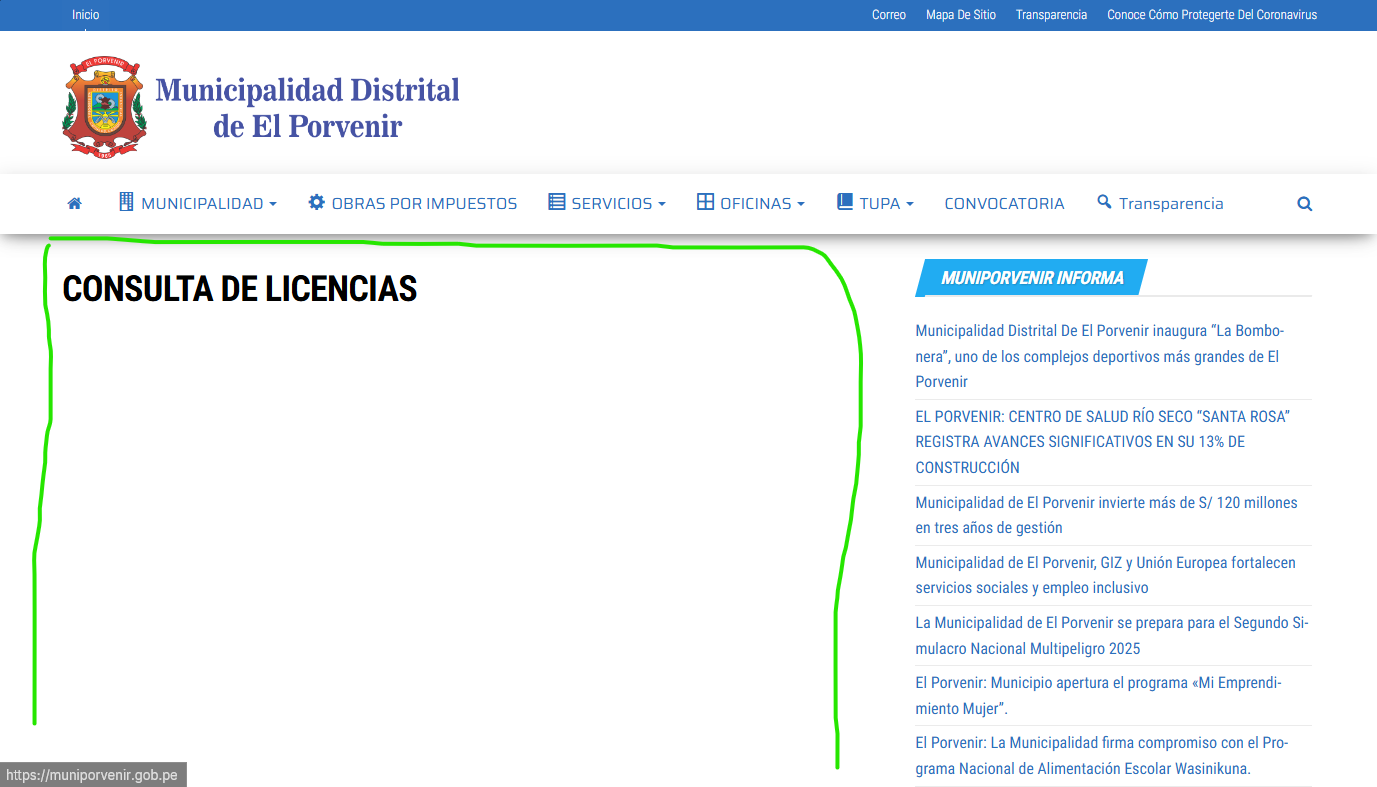 Inicio
Correo Mapa De Sitio Transparencia Conoce Cómo Protegerte Del Coronavirus
EL PORVENIR
1965
Municipalidad Distrital
de El Porvenir
MUNICIPALIDAD OBRAS POR IMPUESTOS SERVICIOS OFICINAS TUPA CONVOCATORIA Transparencia
CONSULTA DE LICENCIAS
MUNIPORVENIR INFORMA
Municipalidad Distrital De El Porvenir inaugura “La Bombo-
nera”, uno de los complejos deportivos más grandes de El
Porvenir
EL PORVENIR: CENTRO DE SALUD RÍO SECO “SANTA ROSA”
REGISTRA AVANCES SIGNIFICATIVOS EN SU 13% DE
CONSTRUCCIÓN
Municipalidad de El Porvenir invierte más de S/ 120 millones
en tres años de gestión
Municipalidad de El Porvenir, GIZ y Unión Europea fortalecen
servicios sociales y empleo inclusivo
La Municipalidad de El Porvenir se prepara para el Segundo Si-
mulacro Nacional Multipeligro 2025
El Porvenir: Municipio apertura el programa «Mi Emprendi-
miento Mujer”.
El Porvenir: La Municipalidad firma compromiso con el Pro-
grama Nacional de Alimentación Escolar Wasinikuna.
https://muniporvenir.gob.pe